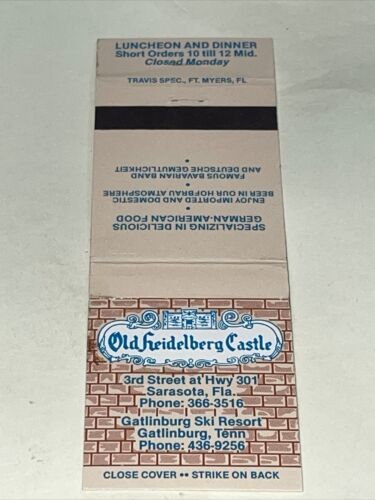 LUNCHEON AND DINNER
Short Orders 10 till 12 Mid.
Closed Monday
TRAVIS SPEC., FT. MYERS, FL
SPECIALIZING IN DELICIOUS
GERMAN-AMERICAN FOOD
•
ENJOY IMPORTED AND DOMESTIC
BEER IN OUR HOFBRAU ATMOSPHERE
•
FAMOUS BAVARIAN BAND
AND DEUTSCHE GEMUTLICHKEIT
Old Heidelberg Castle
3rd Street at Hwy 301
Sarasota, Fla.
Phone: 366-3516
Gatlinburg Ski Resort
Gatlinburg, Tenn
Phone: 436-9256
CLOSE COVER •• STRIKE ON BACK